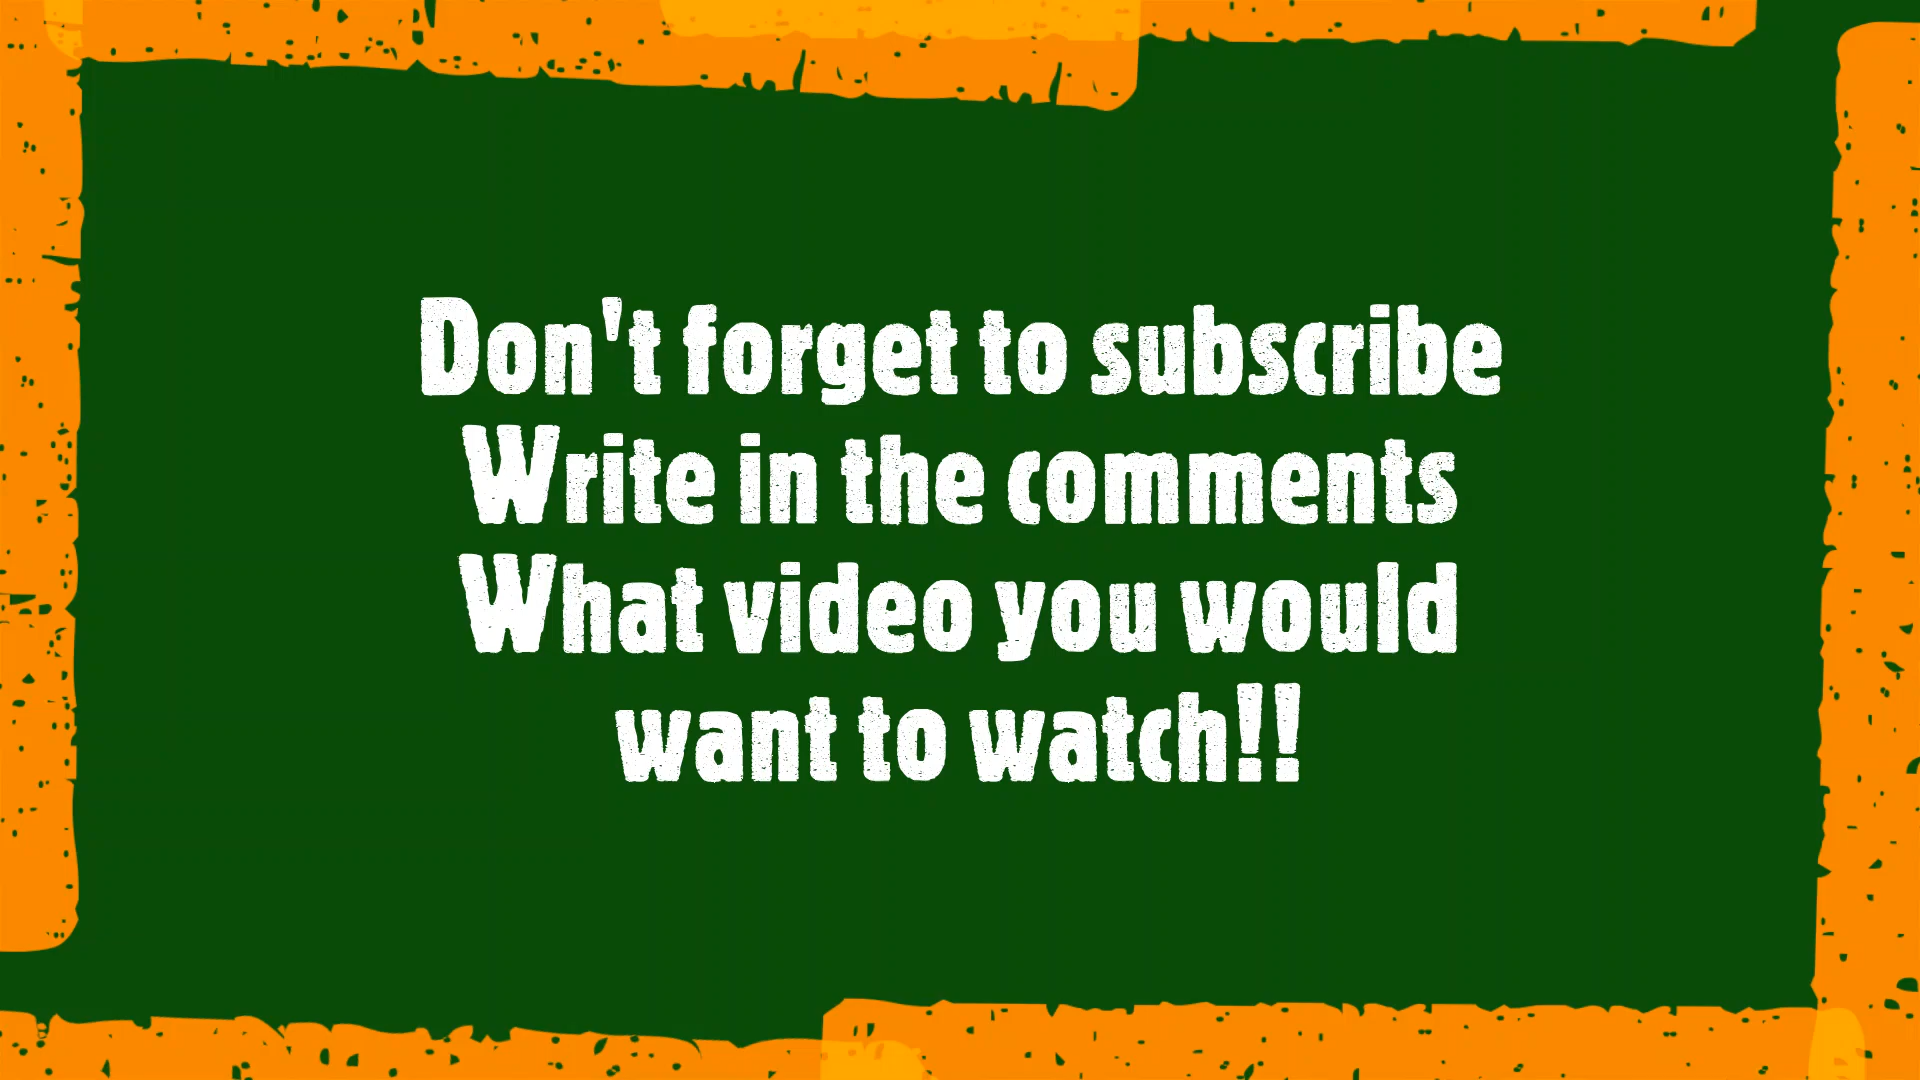 Don't forget to subscribe
Write in the comments
What video you would
want to watch!!